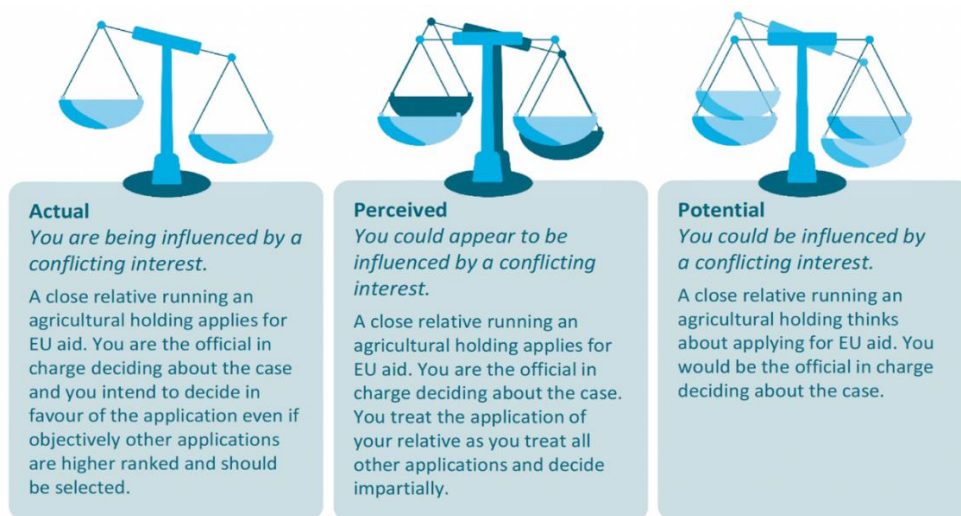 Actual
You are being influenced by a
conflicting interest.
A close relative running an
agricultural holding applies for
EU aid. You are the official in
charge deciding about the case
and you intend to decide in
favour of the application even if
objectively other applications
are higher ranked and should
be selected.
Perceived
You could appear to be
influenced by a conflicting
interest.
A close relative running an
agricultural holding applies for
EU aid. You are the official in
charge deciding about the case.
You treat the application of
your relative as you treat all
other applications and decide
impartially.
Potential
You could be influenced by
a conflicting interest.
A close relative running an
agricultural holding thinks
about applying for EU aid. You
would be the official in charge
deciding about the case.